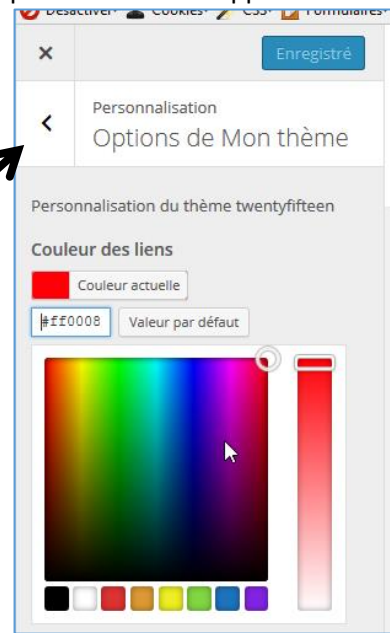 Désactiver Cookies CSS Formulaires
Enregistré
Personnalisation
Options de Mon thème
Personnalisation du thème twentyfifteen
Couleur des liens
Couleur actuelle
#ff0008 Valeur par défaut